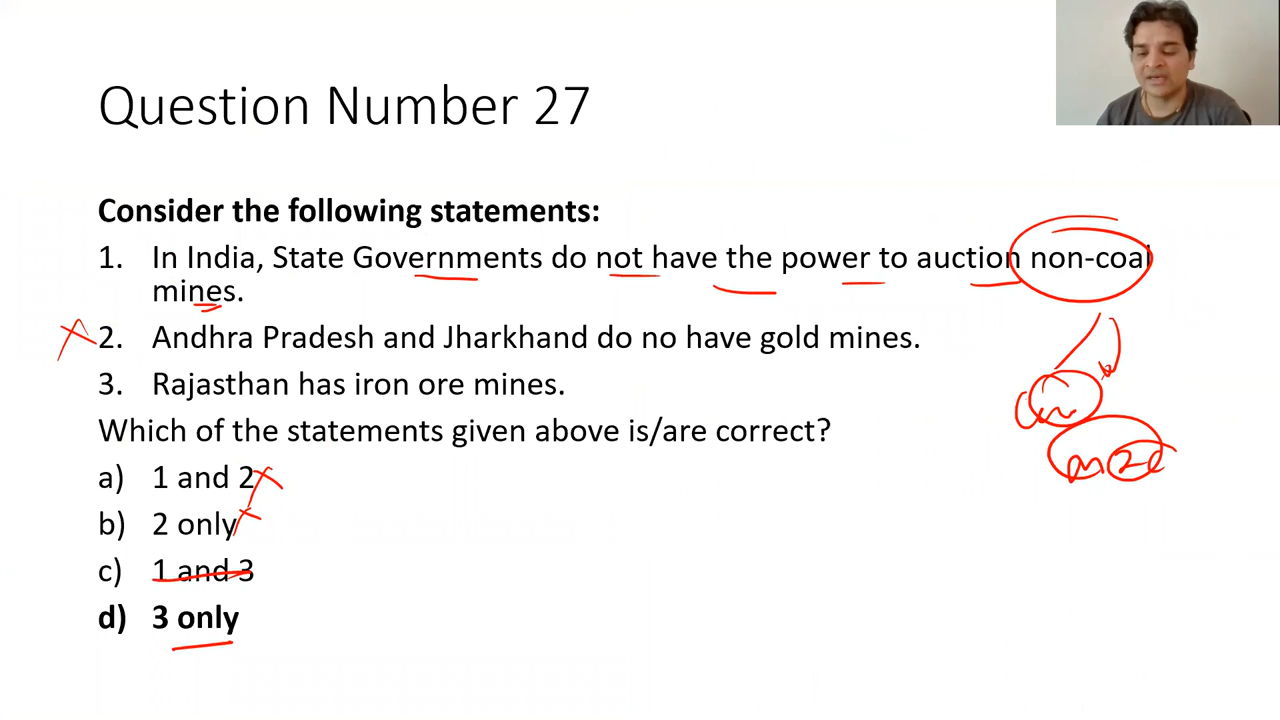 Question Number 27
Consider the following statements:
1. In India, State Governments do not have the power to auction non-coal
mines.
2. Andhra Pradesh and Jharkhand do no have gold mines.
3. Rajasthan has iron ore mines.
Which of the statements given above is/are correct?
a) 1 and 2
b) 2 only
c) 1 and 3
d) 3 only